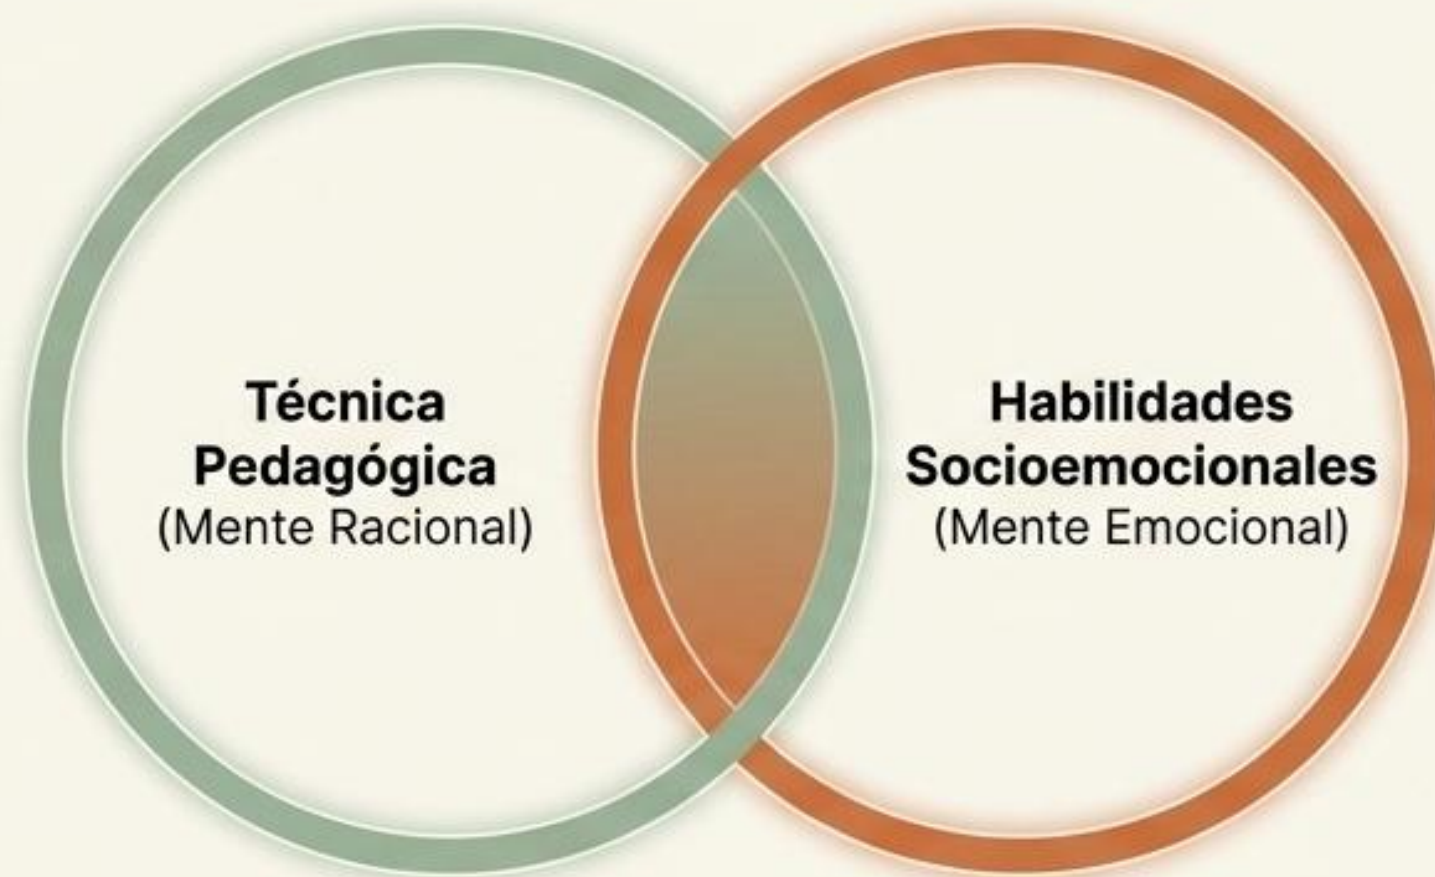 Técnica
Pedagógica
(Mente Racional)
Habilidades
Socioemocionales
(Mente Emocional)